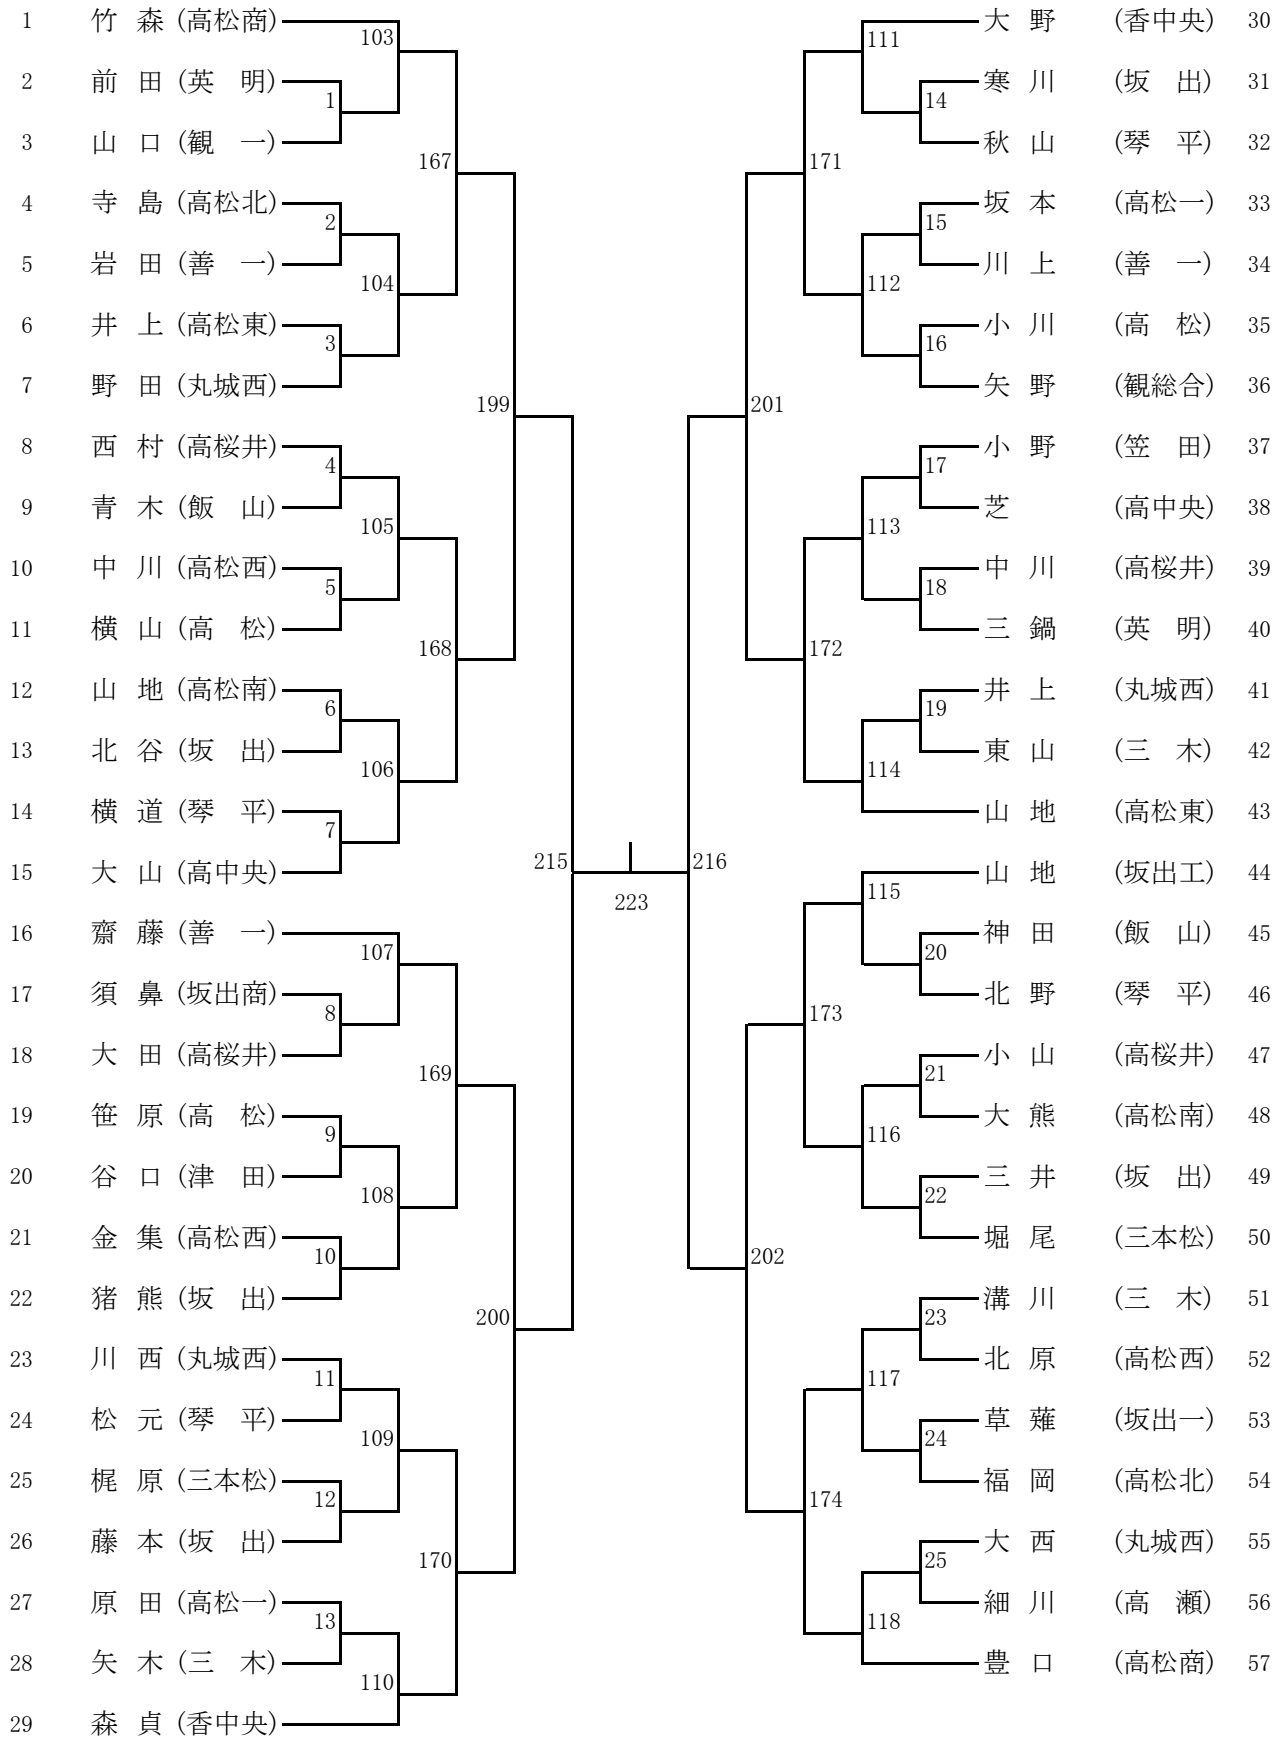 1 竹 森 (高松商)
103
2 前 田 (英 明)
1
3 山 口 (観 一)
167
4 寺 島 (高松北)
2
5 岩 田 (善 一)
104
6 井 上 (高松東)
3
7 野 田 (丸城西)
199
8 西 村 (高桜井)
4
9 青 木 (飯 山)
105
10 中 川 (高松西)
5
11 横 山 (高 松)
168
12 山 地 (高松南)
6
13 北 谷 (坂 出)
106
14 横 道 (琴 平)
7
15 大 山 (高中央)
215
16 齋 藤 (善 一)
107
17 須 鼻 (坂出商)
8
18 大 田 (高桜井)
169
19 笹 原 (高 松)
9
20 谷 口 (津 田)
108
21 金 集 (高松西)
10
22 猪 熊 (坂 出)
200
23 川 西 (丸城西)
11
24 松 元 (琴 平)
109
25 梶 原 (三本松)
12
26 藤 本 (坂 出)
170
27 原 田 (高松一)
13
28 矢 木 (三 木)
110
29 森 貞 (香中央)
223
大 野 (香中央) 30
111
寒 川 (坂 出) 31
14
秋 山 (琴 平) 32
171
坂 本 (高松一) 33
15
川 上 (善 一) 34
112
小 川 (高 松) 35
16
矢 野 (観総合) 36
201
小 野 (笠 田) 37
17
芝 (高中央) 38
113
中 川 (高桜井) 39
18
三 鍋 (英 明) 40
172
井 上 (丸城西) 41
19
東 山 (三 木) 42
114
山 地 (高松東) 43
216
山 地 (坂出工) 44
115
神 田 (飯 山) 45
20
北 野 (琴 平) 46
173
小 山 (高桜井) 47
21
大 熊 (高松南) 48
116
三 井 (坂 出) 49
22
堀 尾 (三本松) 50
202
溝 川 (三 木) 51
23
北 原 (高松西) 52
117
草 薙 (坂出一) 53
24
福 岡 (高松北) 54
174
大 西 (丸城西) 55
25
細 川 (高 瀬) 56
118
豊 口 (高松商) 57